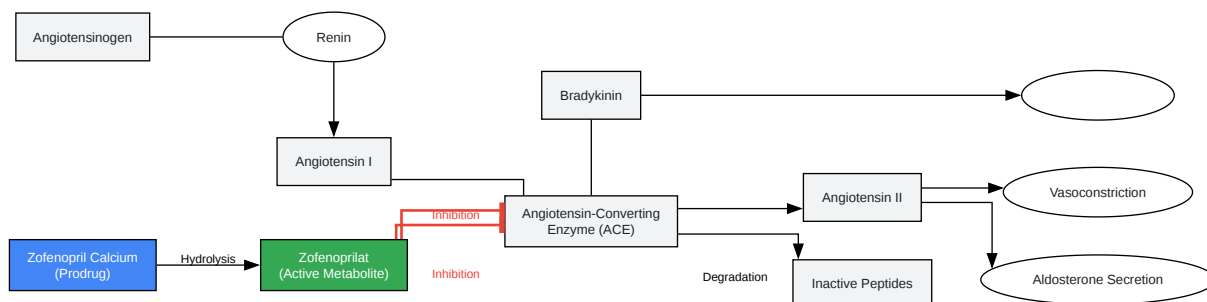 Angiotensinogen
Renin
Bradykinin
Angiotensin I
Angiotensin-Converting
Enzyme (ACE)
Angiotensin II
Vasoconstriction
Inhibition
Zofenopril Calcium
(Prodrug)
Hydrolysis
Zofenoprilat
(Active Metabolite)
Inhibition
Degradation
Inactive Peptides
Aldosterone Secretion